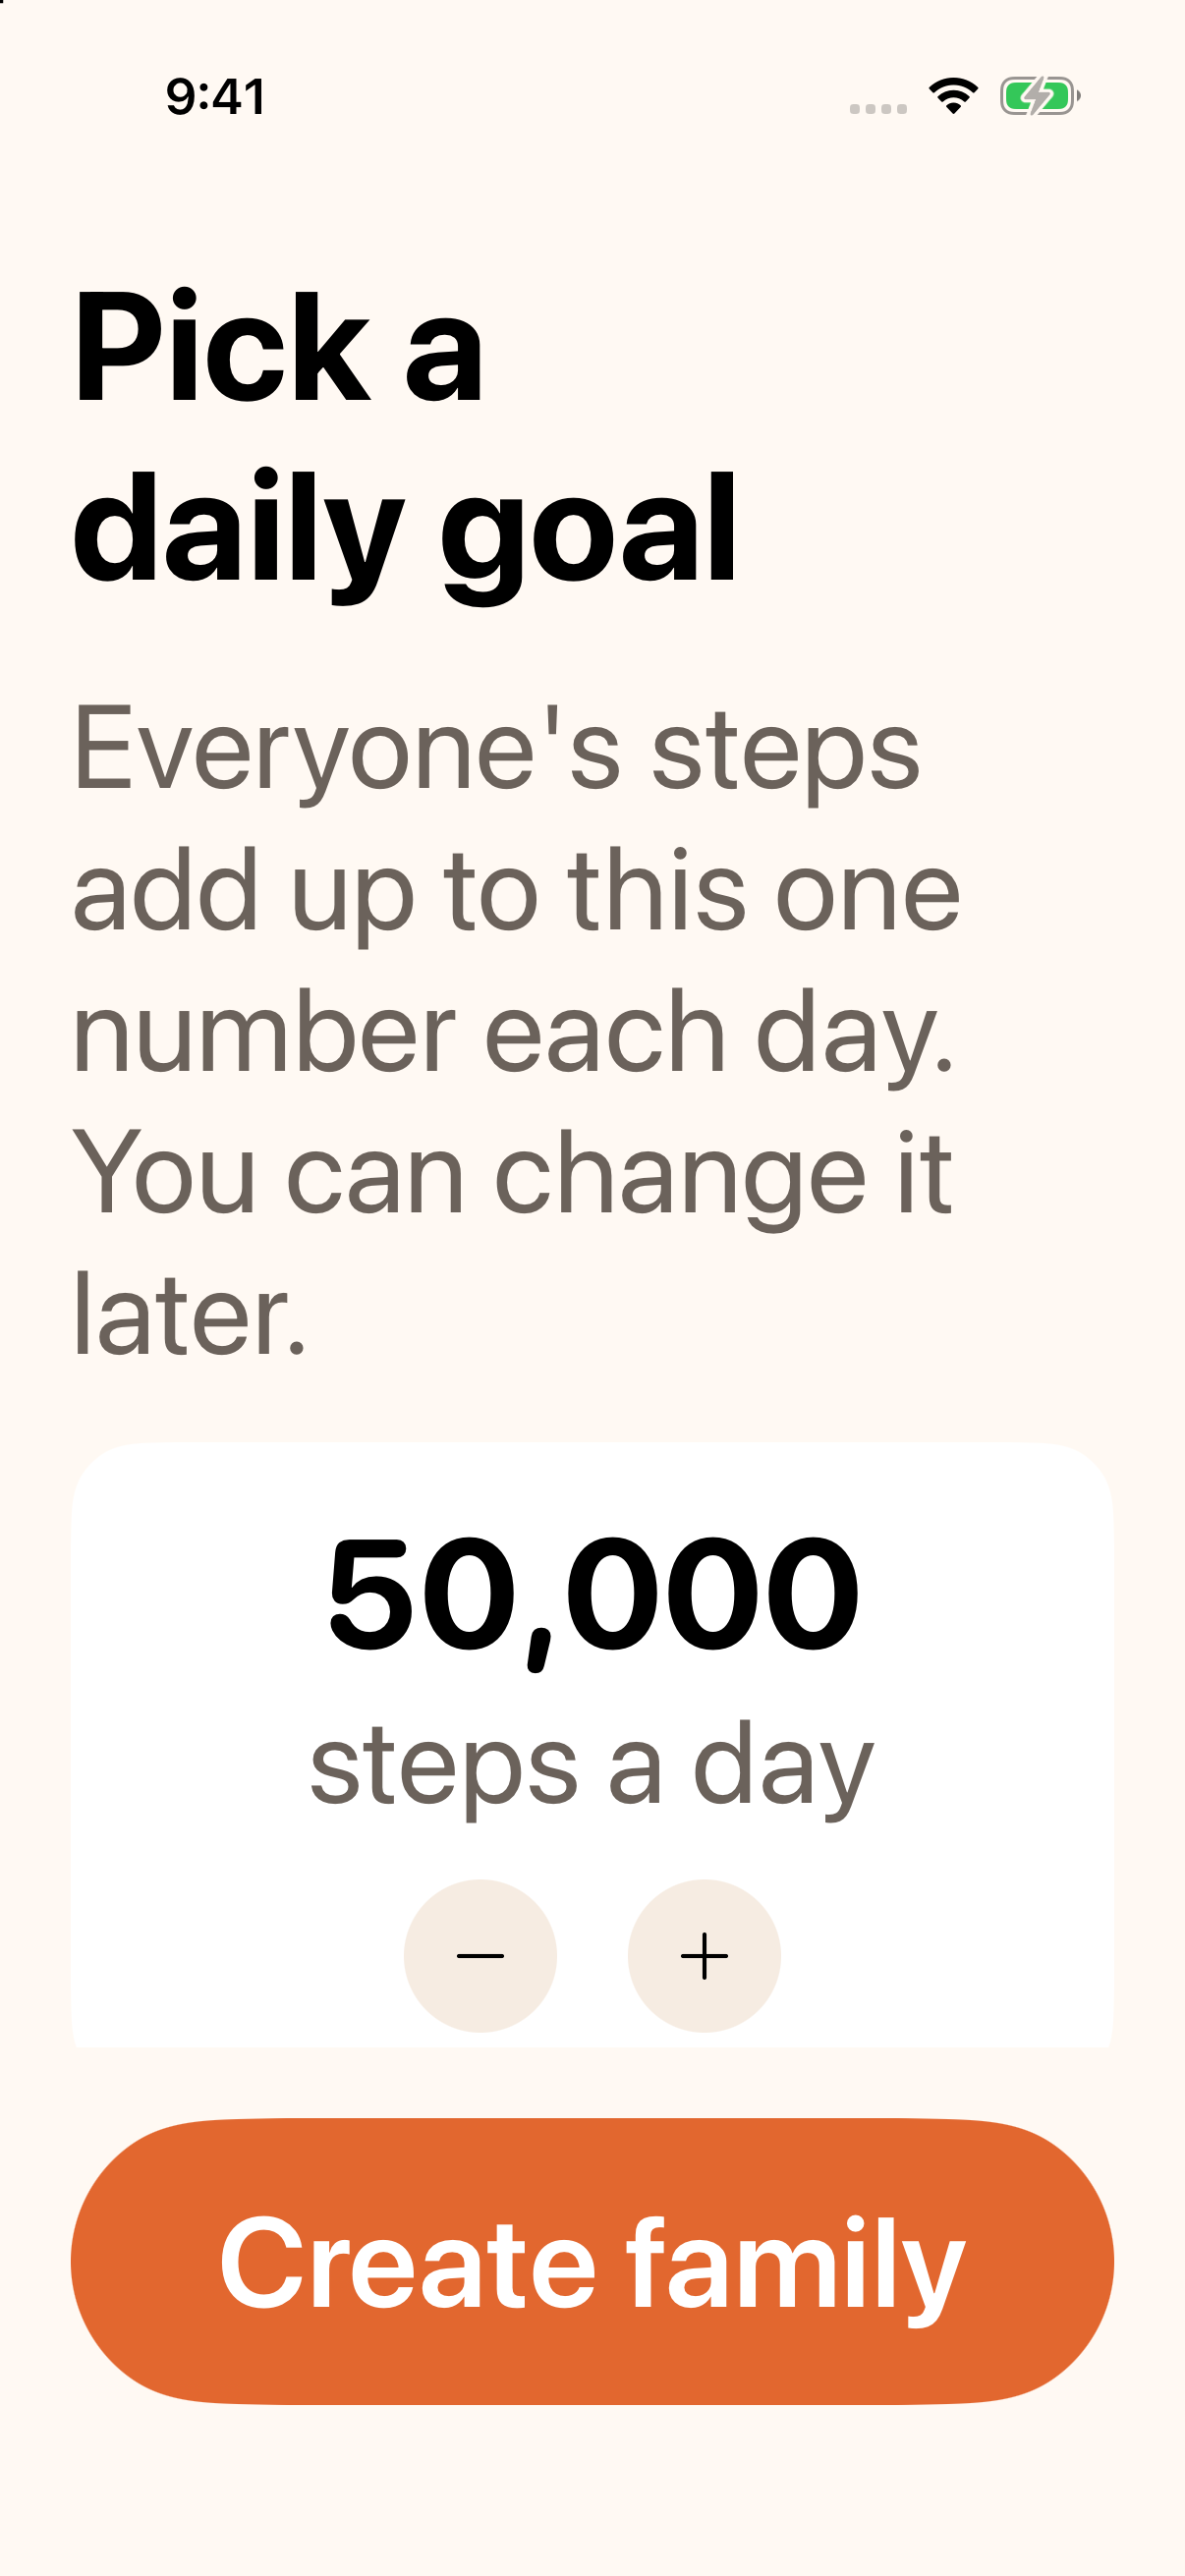 9:41
Pick a
daily goal
Everyone's steps
add up to this one
number each day.
You can change it
later.
50,000
steps a day
Create family